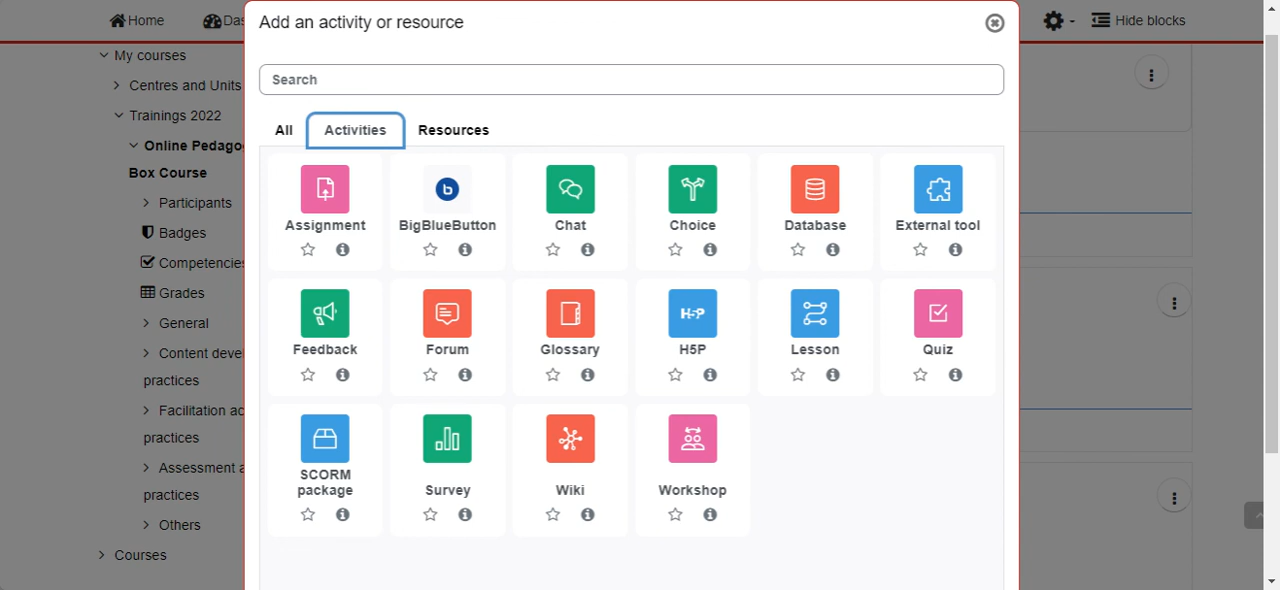 Home
Das
Add an activity or resource
Hide blocks
My courses
Centres and Units
Trainings 2022
Online Pedago
Box Course
Participants
Badges
Competencies
Grades
General
Content deve
practices
Facilitation ac
practices
Assessment a
practices
Others
Courses
Search
All
Activities
Resources
Assignment
BigBlueButton
b
Chat
Choice
Database
External tool
Feedback
Forum
Glossary
H5P
H-P
Lesson
Quiz
SCORM
package
Survey
Wiki
Workshop